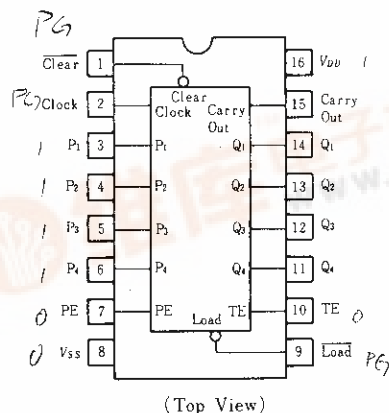 PG
Clear 1 16 VDD 1
PG Clock 2 Clear Clock Carry Out 15 Carry Out
1 P1 3 P1 Q1 14 Q1
1 P2 4 P2 Q2 13 Q2
1 P3 5 P3 Q3 12 Q3
1 P4 6 P4 Q4 11 Q4
0 PE 7 PE TE 10 TE 0
0 VSS 8 Load 9 Load PG
(Top View)